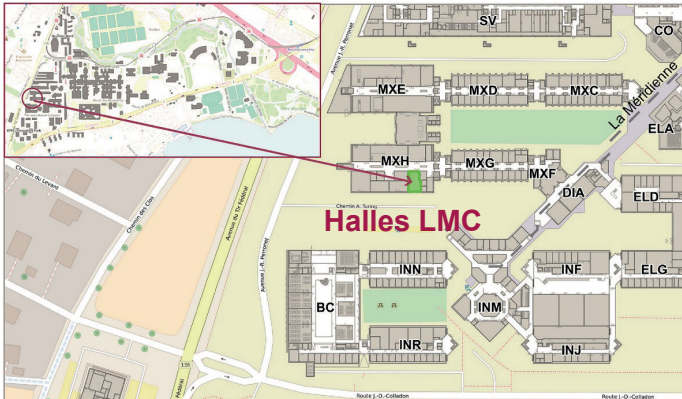 SV
CO
Avenue J.-R. Perronet
MXE
MXD
MXC
La Méridienne
ELA
MXH
MXG
MXF
DIA
ELD
Chemin du Levant
Chemin des Clos
Avenue du Tir Fédéral
Chemin A. Turing
Halles LMC
Avenue J.-R. Perronet
INN
INF
ELG
BC
INM
INR
INJ
136
Fédéral
Route J.-D.-Colladon
Route J.-D.-Colladon